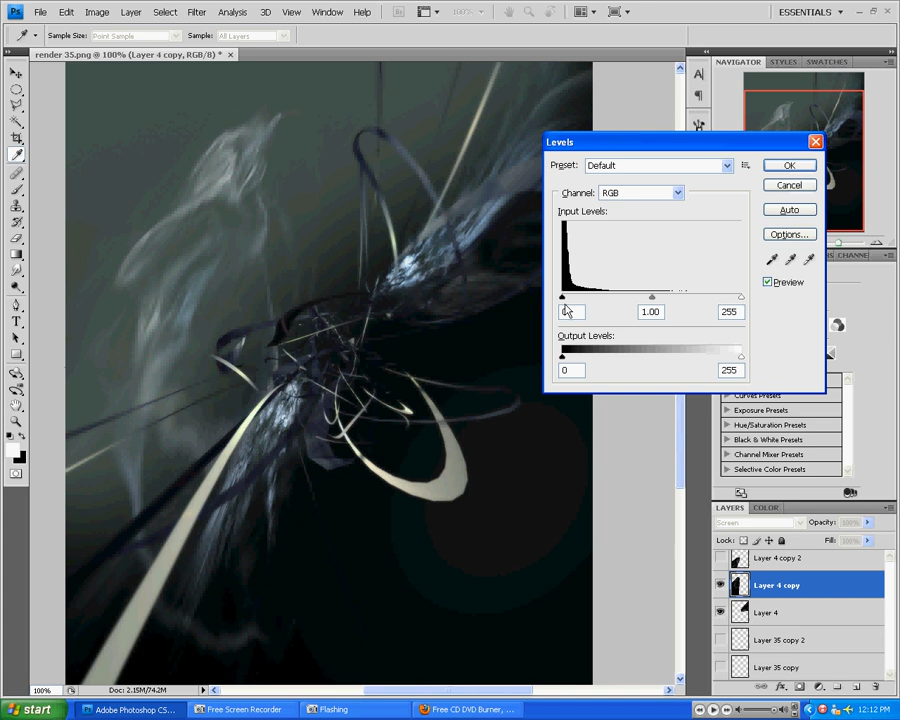 Ps File Edit Image Layer Select Filter Analysis 3D View Window Help Br 100% ESSENTIALS
Sample Size: Point Sample Sample: All Layers
render 35.png @ 100% (Layer 4 copy, RGB/8) *
NAVIGATOR STYLES SWATCHES
Levels
Preset: Default OK
Cancel
Channel: RGB
Input Levels: Auto
Options...
CHANNE
Preview
1.00 255
Output Levels:
0 255
Curves Presets
Exposure Presets
Hue/Saturation Presets
Black & White Presets
Channel Mixer Presets
Selective Color Presets
LAYERS COLOR
Screen Opacity: 100%
Lock: Fill: 100%
Layer 4 copy 2
Layer 4 copy
Layer 4
Layer 35 copy 2
Layer 35 copy
100% Doc: 2.15M/74.2M
start Adobe Photoshop CS... Free Screen Recorder Flashing Free CD DVD Burner, ... 12:12 PM